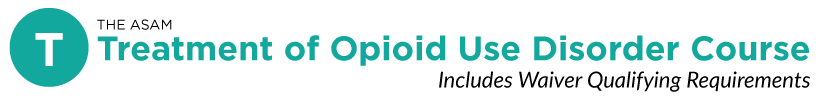 T
THE ASAM
Treatment of Opioid Use Disorder Course
Includes Waiver Qualifying Requirements